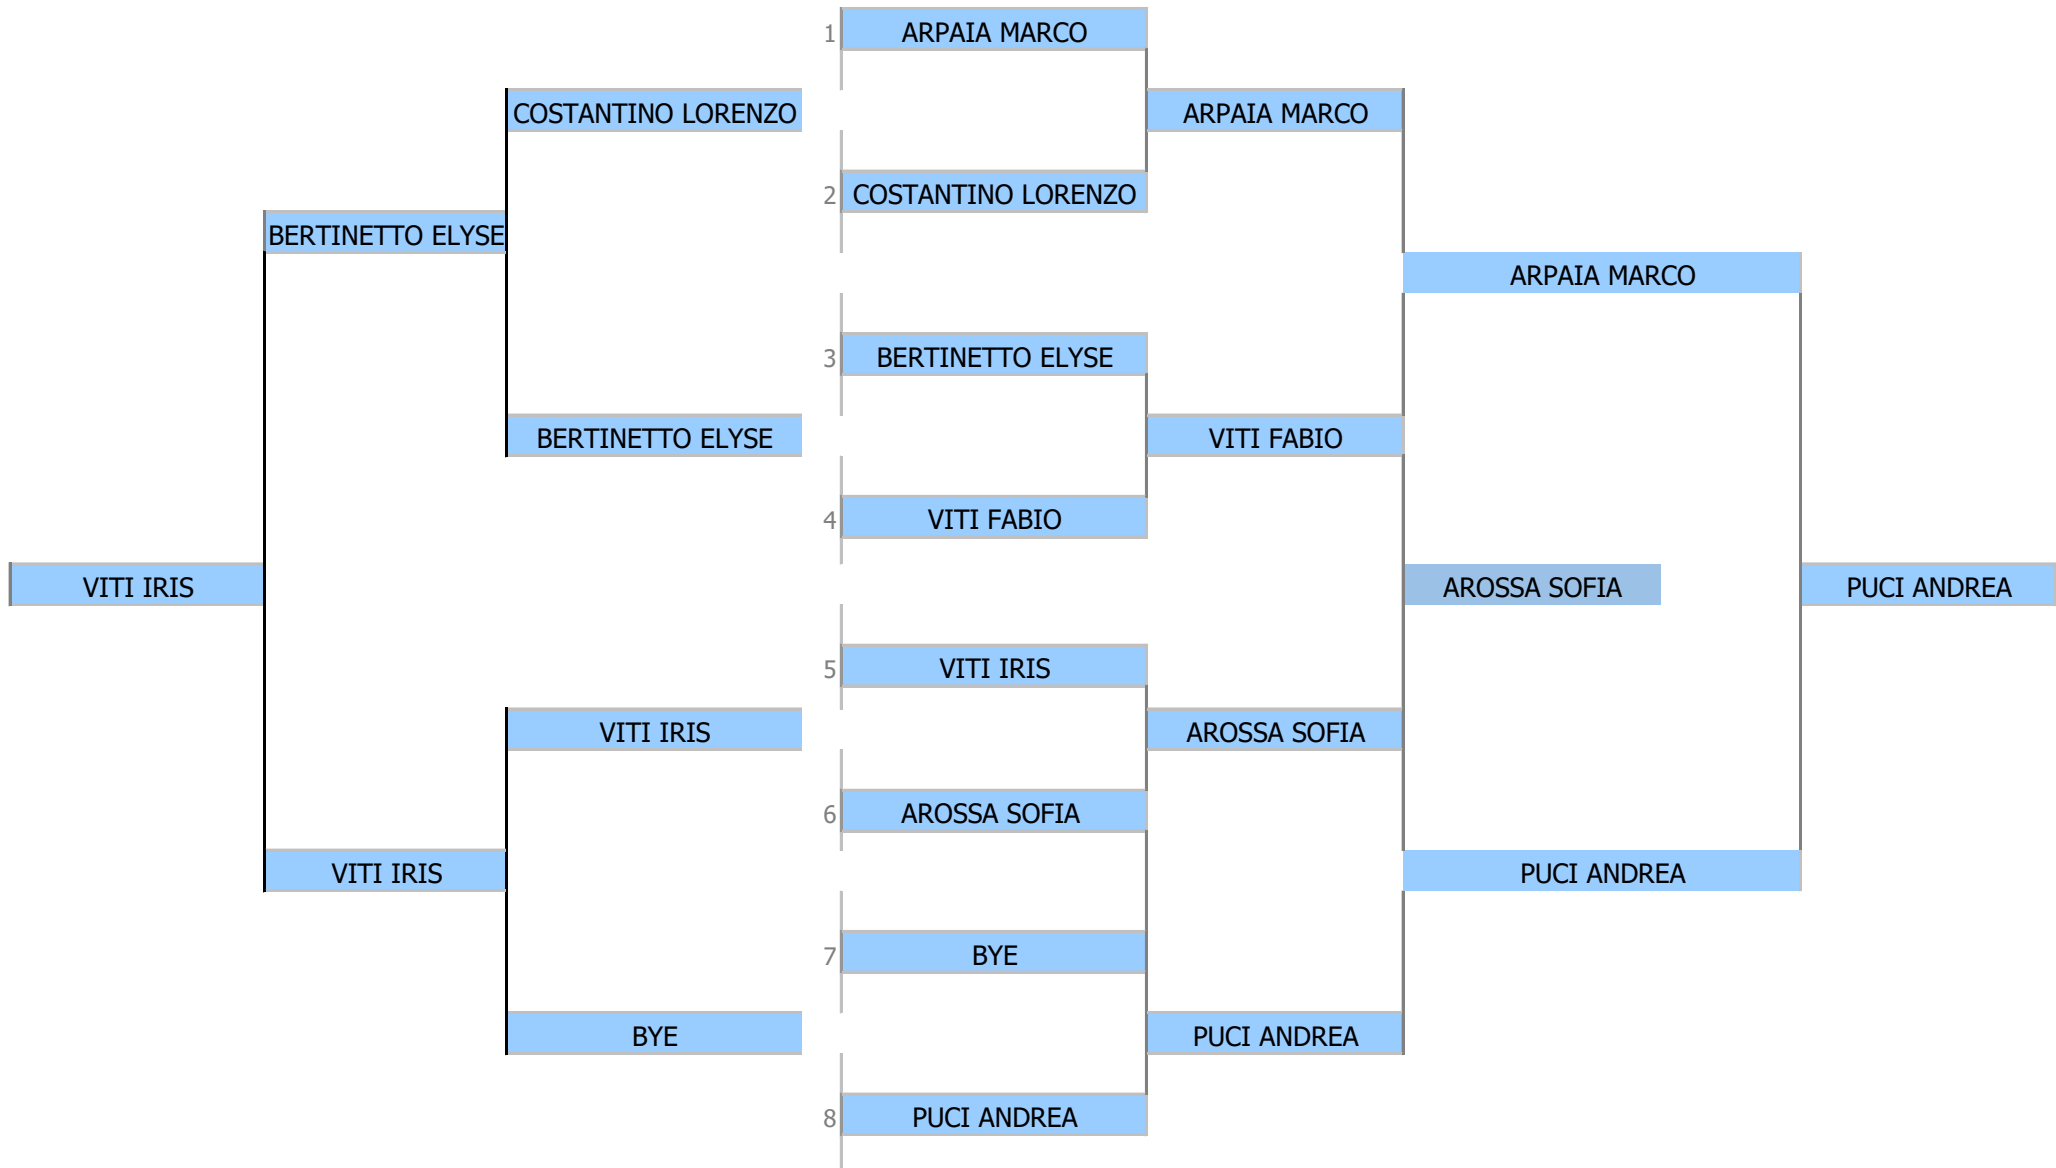 1 ARPAIA MARCO
COSTANTINO LORENZO ARPAIA MARCO
2 COSTANTINO LORENZO
BERTINETTO ELYSE
ARPAIA MARCO
3 BERTINETTO ELYSE
BERTINETTO ELYSE VITI FABIO
4 VITI FABIO
VITI IRIS AROSSA SOFIA PUCI ANDREA
5 VITI IRIS
VITI IRIS AROSSA SOFIA
6 AROSSA SOFIA
VITI IRIS PUCI ANDREA
7 BYE
BYE PUCI ANDREA
8 PUCI ANDREA